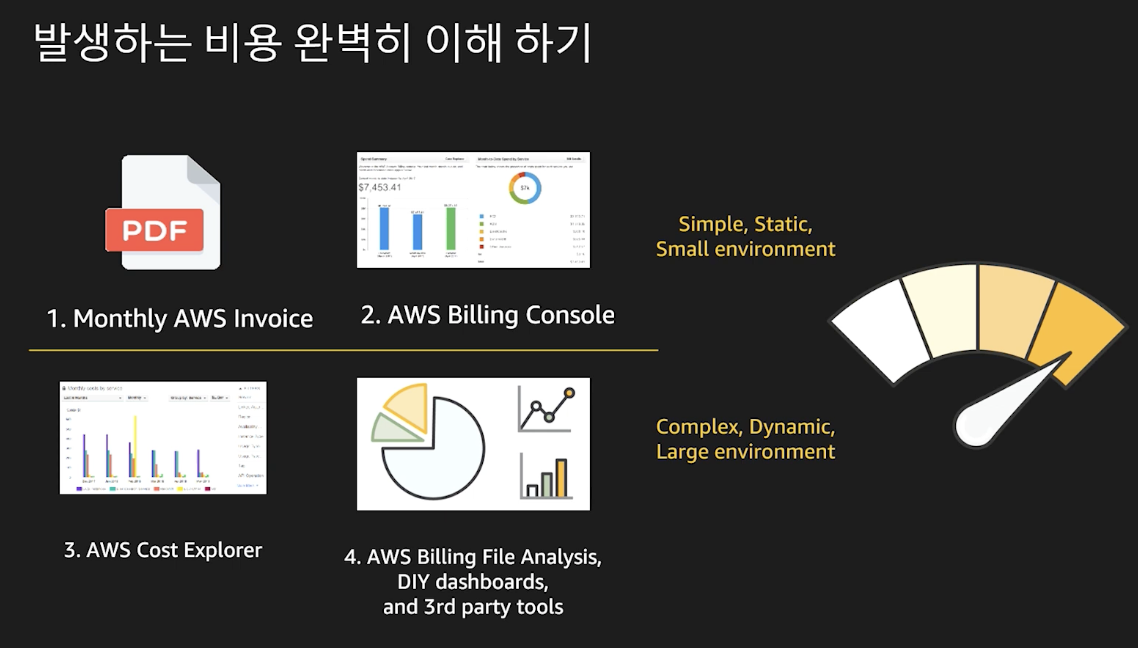 발생하는 비용 완벽히 이해 하기
PDF
$7,453.41
$7k
1. Monthly AWS Invoice
2. AWS Billing Console
Simple, Static,
Small environment
Complex, Dynamic,
Large environment
3. AWS Cost Explorer
4. AWS Billing File Analysis,
DIY dashboards,
and 3rd party tools